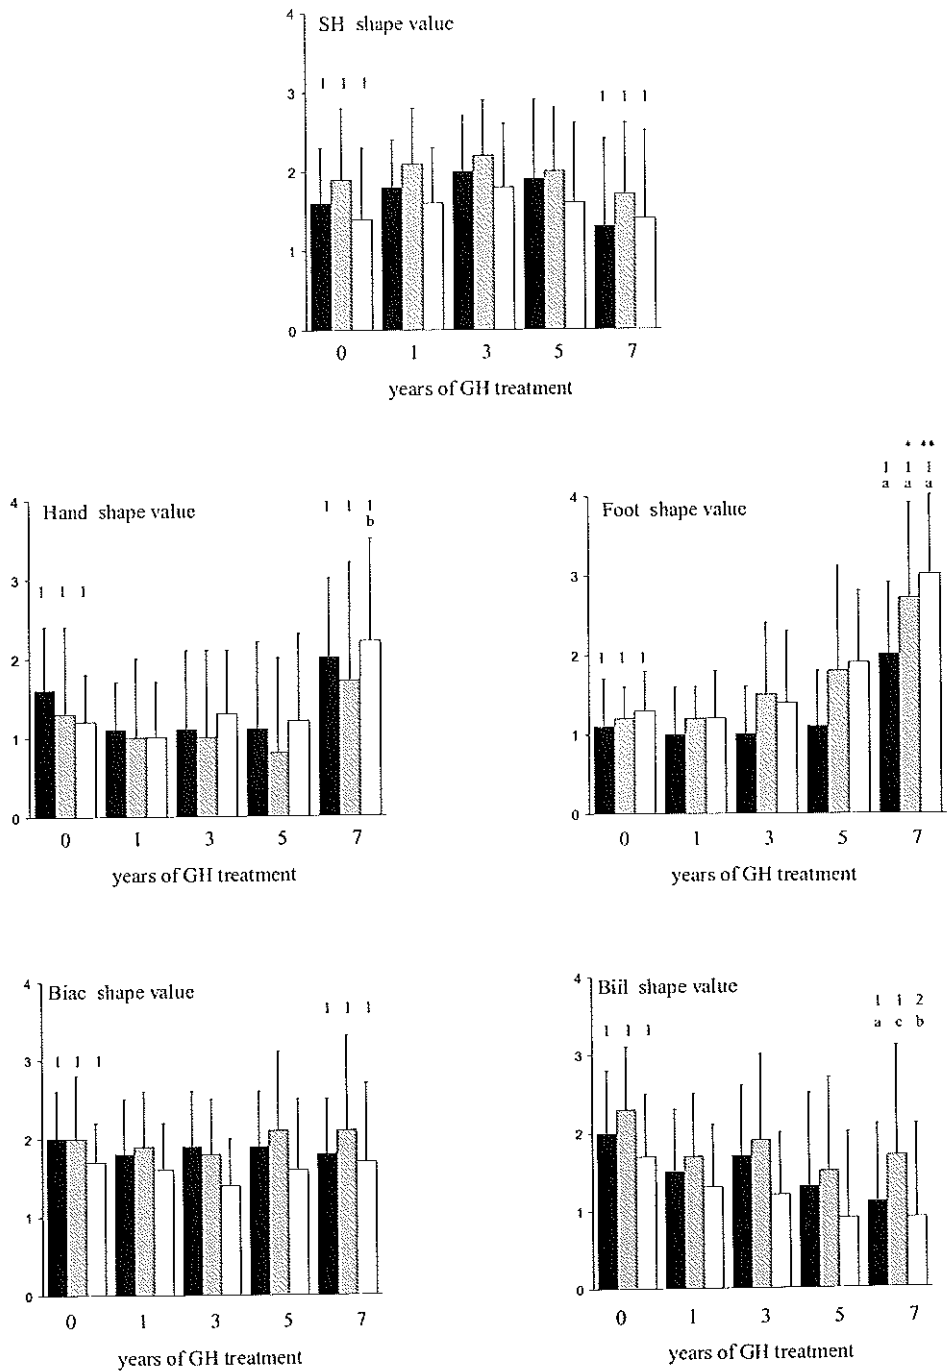 4
SH shape value
1 1 1
3
1 1 1
2
1
0
0 1 3 5 7
years of GH treatment
* **
1 1 1
a a a
4
Hand shape value
1 1 1
b
3
1 1 1
2
1
0
0 1 3 5 7
years of GH treatment
4
Foot shape value
3
1 1 1
2
1
0
0 1 3 5 7
years of GH treatment
4
Biac shape value
1 1 1
3
1 1 1
2
1
0
0 1 3 5 7
years of GH treatment
4
Biil shape value
1 1 2
a c b
3
1 1 1
2
1
0
0 1 3 5 7
years of GH treatment